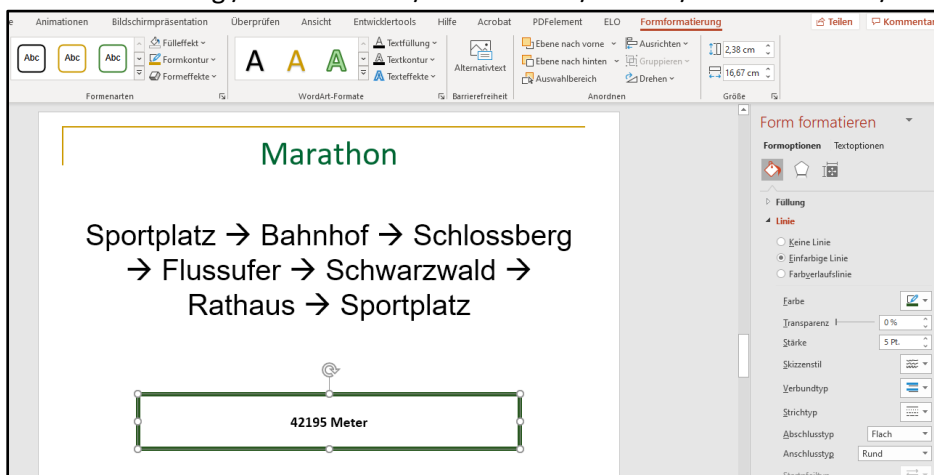 Animationen Bildschirmpräsentation Überprüfen Ansicht Entwicklertools Hilfe Acrobat PDFelement ELO Formformatierung Teilen Kommentar
Abc Abc Abc
Fülleffekt
Formkontur
Formeffekte
A A A
Textfüllung
Textkontur
Texteffekte
Alternativtext
Ebene nach vorne
Ebene nach hinten
Auswahlbereich
Ausrichten
Gruppieren
Drehen
2,38 cm
16,67 cm
Formenarten WordArt-Formate Barrierefreiheit Anordnen Größe
Marathon
Sportplatz → Bahnhof → Schlossberg
→ Flussufer → Schwarzwald →
Rathaus → Sportplatz
42195 Meter
Form formatieren
Formoptionen Textoptionen
Füllung
Linie
Keine Linie
Einfarbige Linie
Farbverlaufslinie
Farbe
Transparenz 0 %
Stärke 5 Pt.
Skizzenstil
Verbundtyp
Strichtyp
Abschlusstyp Flach
Anschlusstyp Rund